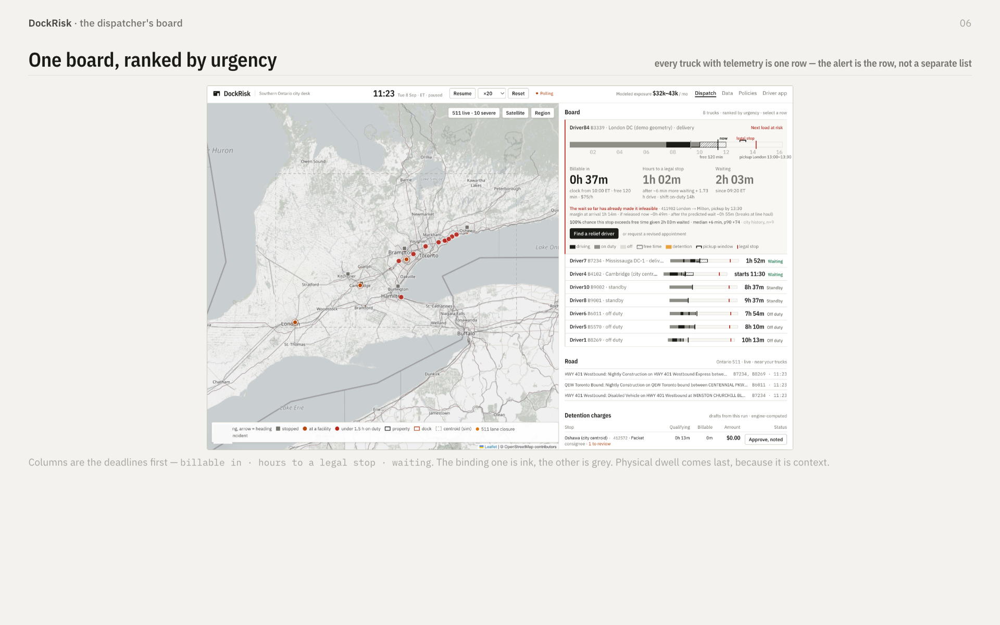 DockRisk · the dispatcher's board
06
One board, ranked by urgency
every truck with telemetry is one row — the alert is the row, not a separate list
DockRisk
Southern Ontario city desk
11:23 Tue 8 Sep · ET · paused
Resume
×20
Reset
Polling
Modeled exposure $32k–43k / mo
Dispatch
Data
Policies
Driver app
511 live · 10 severe
Satellite
Region
Huron
Owen Sound
Orillia
Barrie
Lake Simcoe
Kawartha
Lakes
Peterborough
Newmarket
Oshawa
Markham
Vaughan
Brampton
Toronto
Lake Ont
Guelph
Kitchener
Oakville
Stratford
Cambridge
Burlington
Hamilton
Woodstock
Brantford
St. Catharines
Niagara Falls
Tonawanda
Welland
London
Buffalo
St. Thomas
Dunkirk
Chatham
Lake Erie
Erie
Jamestown
Olean
ng, arrow = heading
stopped
at a facility
under 1.5 h on duty
property
dock
centroid (sim)
511 lane closure
ncident
Leaflet | © OpenStreetMap contributors
Board
8 trucks · ranked by urgency · select a row
Driver84 B3339 · London DC (demo geometry) · delivery
Next load at risk
now
legal stop
02 04 06 08 10 12 14 16
free 120 min
pickup London 13:00–13:30
Billable in
Hours to a legal stop
Waiting
0h 37m
1h 02m
2h 03m
clock from 10:00 ET · free 120
min · $75/h
after ~6 min more waiting + 1.73
h drive · shift on-duty 14h
since 09:20 ET
The wait so far has already made it infeasible · 411902 London → Milton, pickup by 13:30
margin at arrival 1h 14m · if released now −0h 49m · after the predicted wait −0h 55m (breaks at line haul)
100% chance this stop exceeds free time given 2h 03m waited · median +6 min, p90 +74 · city history, n=9
Find a relief driver
or request a revised appointment
driving
on duty
off
free time
detention
pickup window
legal stop
Driver7 B7234 · Mississauga DC-1 · deliv...
1h 52m Waiting
Driver4 B4102 · Cambridge (city centr...
starts 11:30 Waiting
Driver10 B9002 · standby
8h 37m Standby
Driver8 B9001 · standby
9h 37m Standby
Driver6 B6011 · off duty
7h 54m Off duty
Driver5 B5570 · off duty
8h 10m Off duty
Driver1 B8269 · off duty
10h 13m Off duty
Road
Ontario 511 · live · near your trucks
HWY 401 Westbound: Nightly Construction on HWY 401 Westbound Express betwe...
B7234, B8269 · 11:23
QEW Toronto Bound: Nightly Construction on QEW Toronto bound between CENTENNIAL PKW...
B6011 · 11:23
HWY 401 Westbound: Disabled Vehicle on HWY 401 Westbound at WINSTON CHURCHILL BL...
B7234 · 11:23
Detention charges
drafts from this run · engine-computed
Stop
Qualifying
Billable
Amount
Status
Oshawa (city centroid) · 412572 · Packet
consignee · 1 to review
0h 13m
0m
$0.00
Approve, noted
Columns are the deadlines first — billable in · hours to a legal stop · waiting. The binding one is ink, the other is grey. Physical dwell comes last, because it is context.